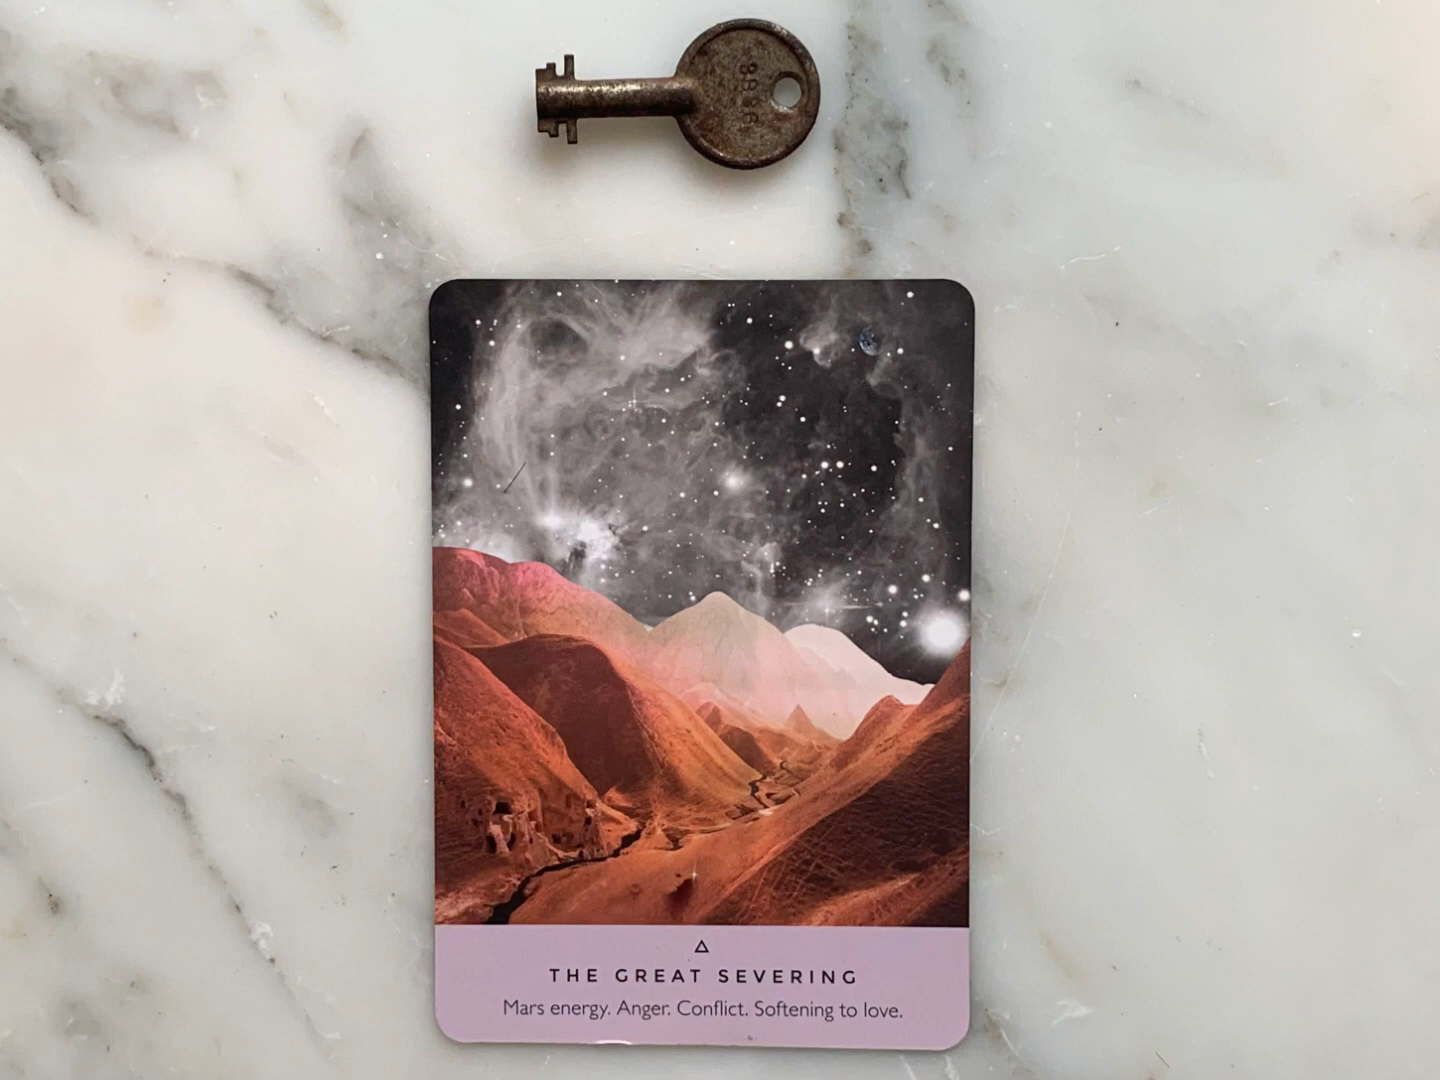 THE GREAT SEVERING
Mars energy. Anger. Conflict. Softening to love.